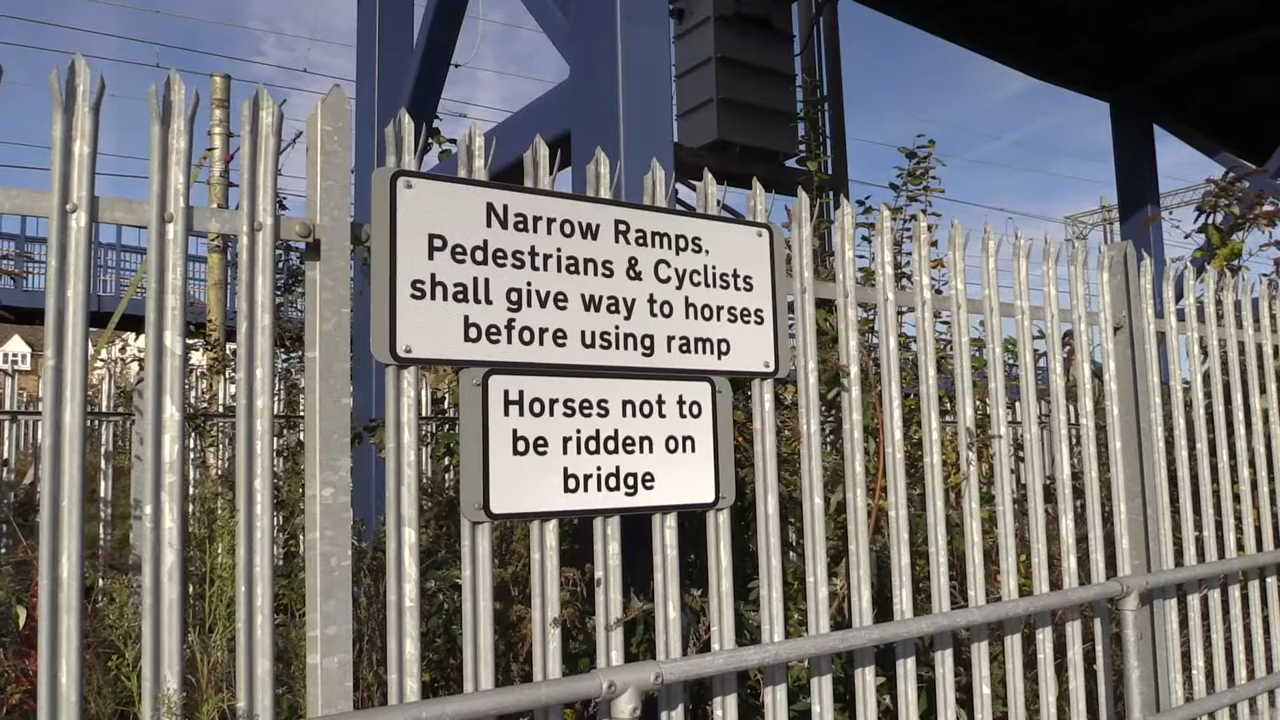 Narrow Ramps,
Pedestrians & Cyclists
shall give way to horses
before using ramp
Horses not to
be ridden on
bridge